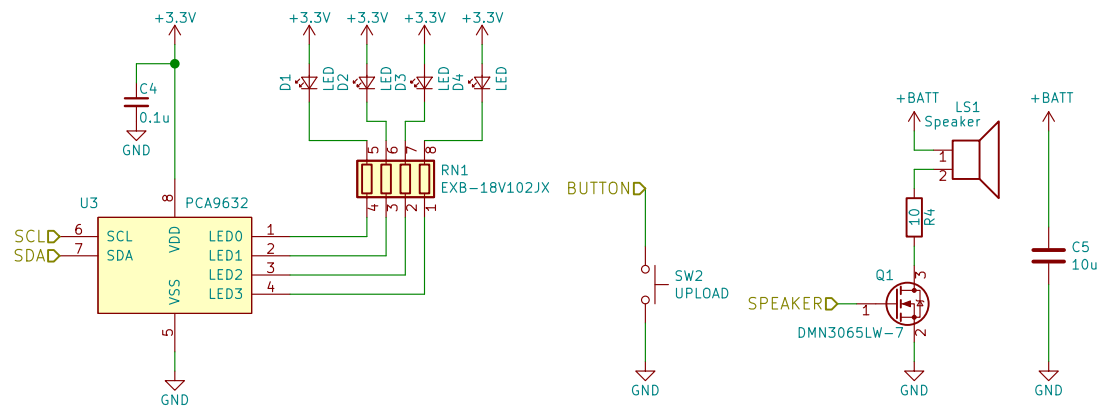 +3.3V
+3.3V
+3.3V
+3.3V
+3.3V
D1
LED
D2
LED
D3
LED
D4
LED
C4
0.1u
GND
5
6
7
8
RN1
EXB-18V102JX
4
3
2
1
U3
PCA9632
8
SCL
6
SCL
VDD
LED0
1
SDA
7
SDA
LED1
2
LED2
3
VSS
LED3
4
5
GND
BUTTON
SW2
UPLOAD
GND
+BATT
LS1
Speaker
1
2
10
R4
Q1
3
SPEAKER
1
DMN3065LW-7
2
GND
+BATT
C5
10u
GND